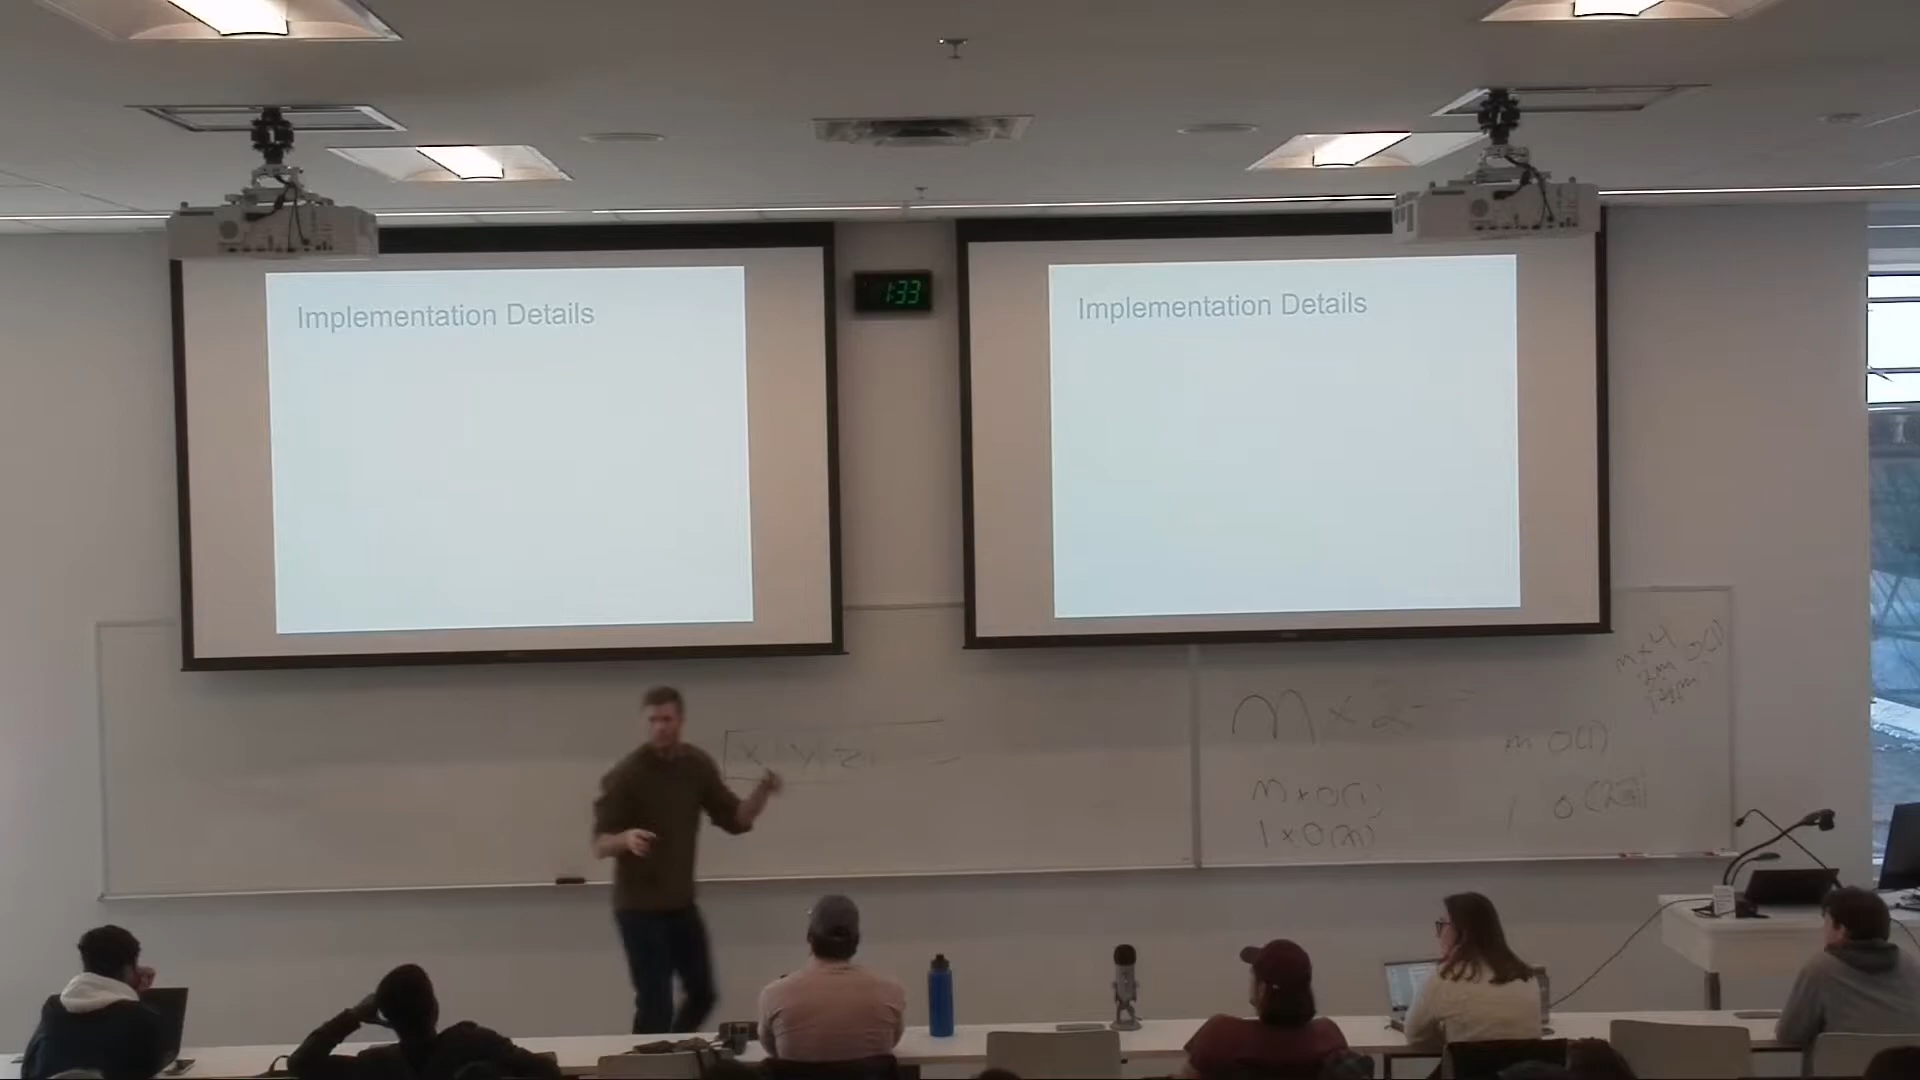 Implementation Details
1:33
Implementation Details
x y z
m x 4
2m O(1)
m x 2
m O(1)
m x O(1)
1 x O(m)